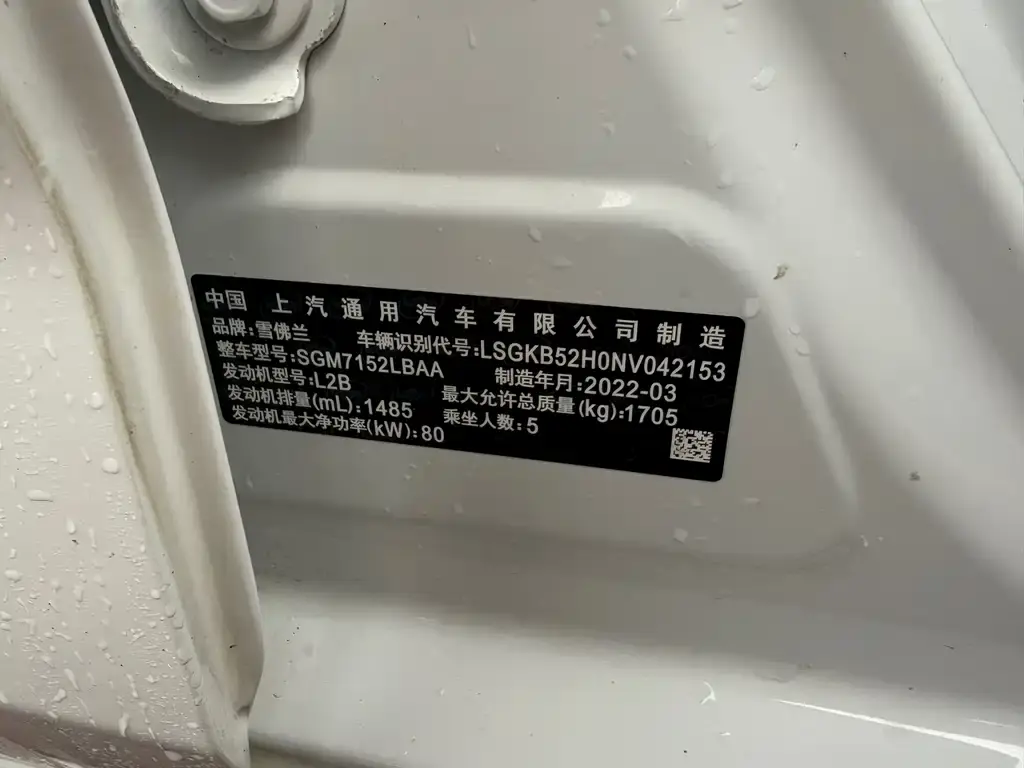 中国 上汽通用汽车有限公司制造
品牌:雪佛兰 车辆识别代号:LSGKB52H0NV042153
整车型号:SGM7152LBAA 制造年月:2022-03
发动机型号:L2B 最大允许总质量(kg):1705
发动机排量(mL):1485 乘坐人数:5
发动机最大净功率(kW):80